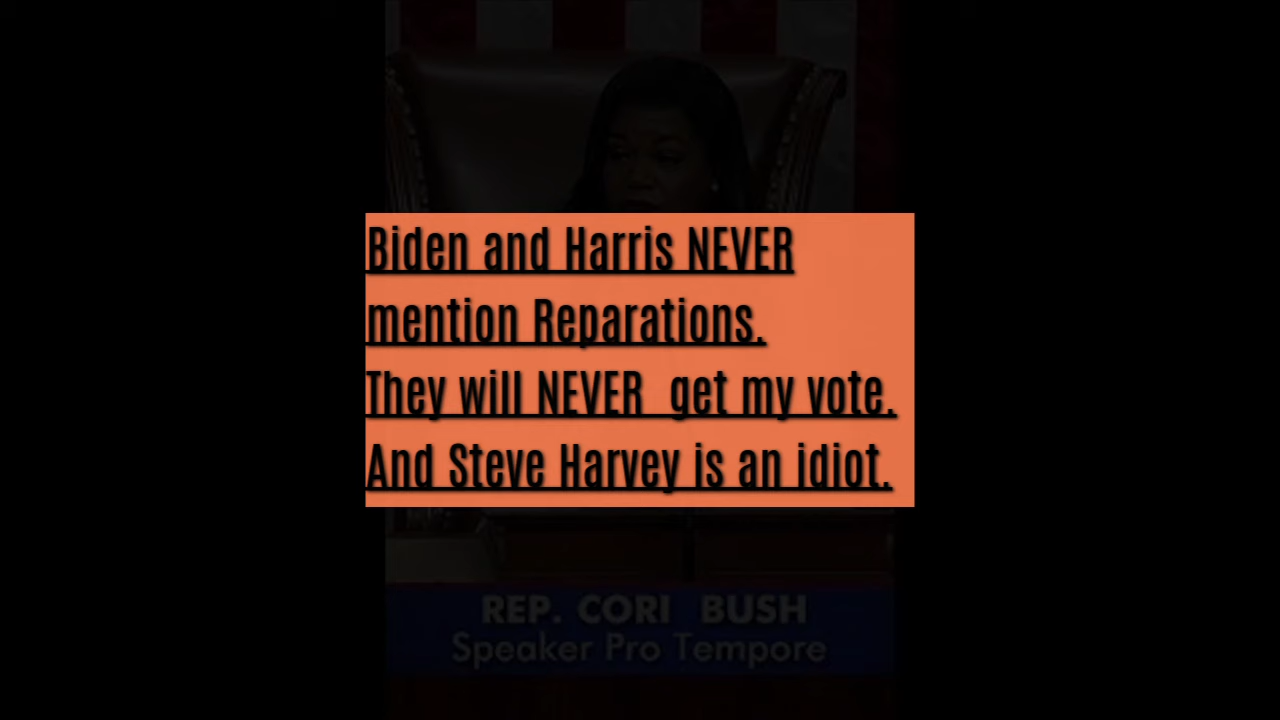 Biden and Harris NEVER
mention Reparations.
They will NEVER get my vote.
And Steve Harvey is an idiot.
REP. CORI BUSH
Speaker Pro Tempore